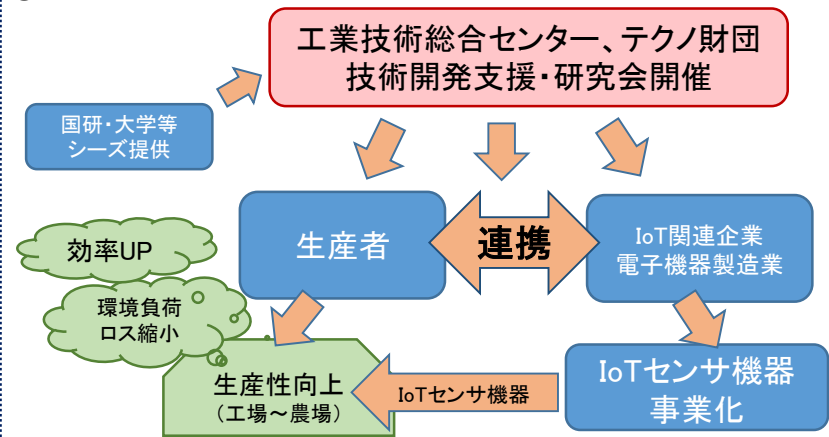 工業技術総合センター、テクノ財団
技術開発支援・研究会開催
国研・大学等
シーズ提供
生産者
連携
IoT関連企業
電子機器製造業
効率UP
環境負荷
ロス縮小
生産性向上
（工場～農場）
IoTセンサ機器
IoTセンサ機器
事業化